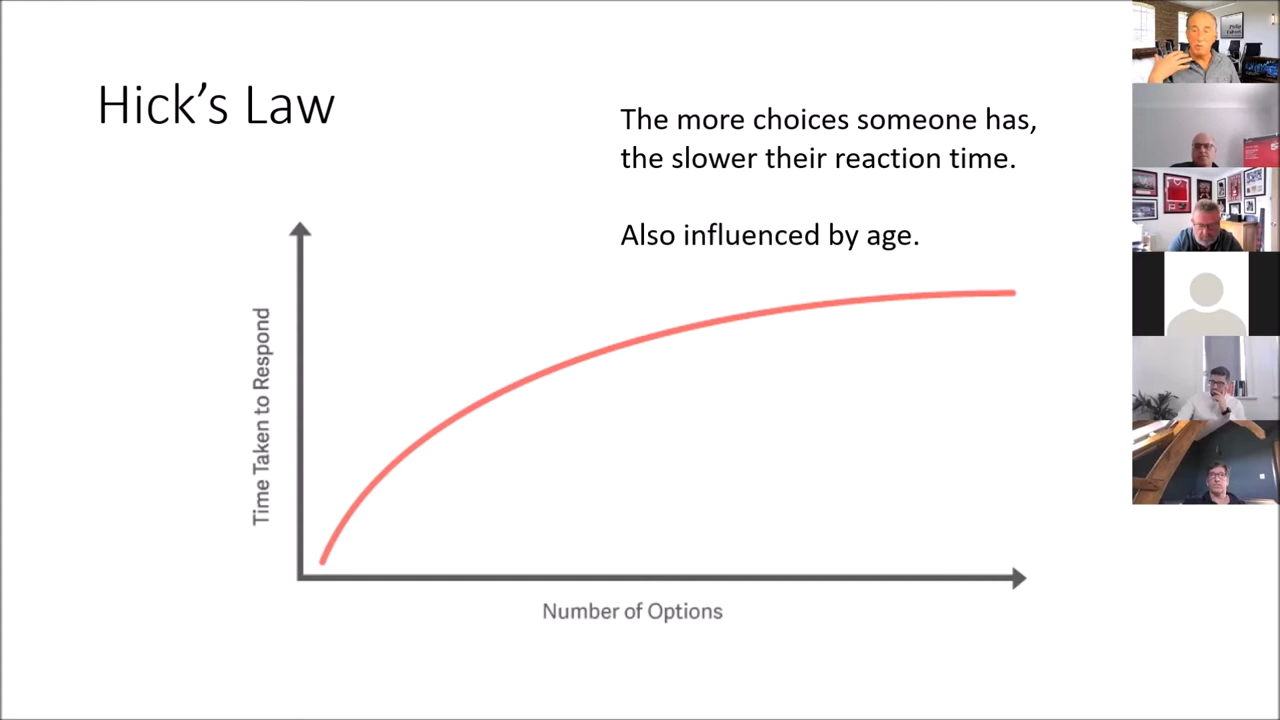 Hick's Law
The more choices someone has,
the slower their reaction time.
Also influenced by age.
Time Taken to Respond
Number of Options